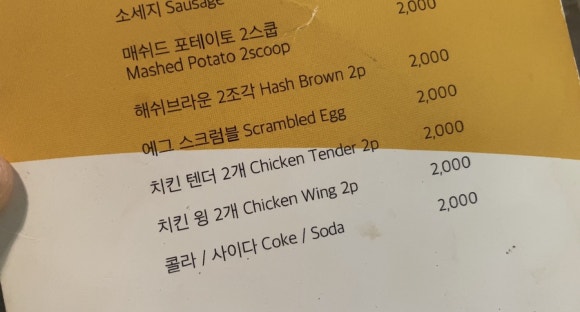 소세지 Sausage 2,000
매쉬드 포테이토 2스쿱
Mashed Potato 2scoop 2,000
해쉬브라운 2조각 Hash Brown 2p 2,000
에그 스크럼블 Scrambled Egg 2,000
치킨 텐더 2개 Chicken Tender 2p 2,000
치킨 윙 2개 Chicken Wing 2p 2,000
콜라 / 사이다 Coke / Soda